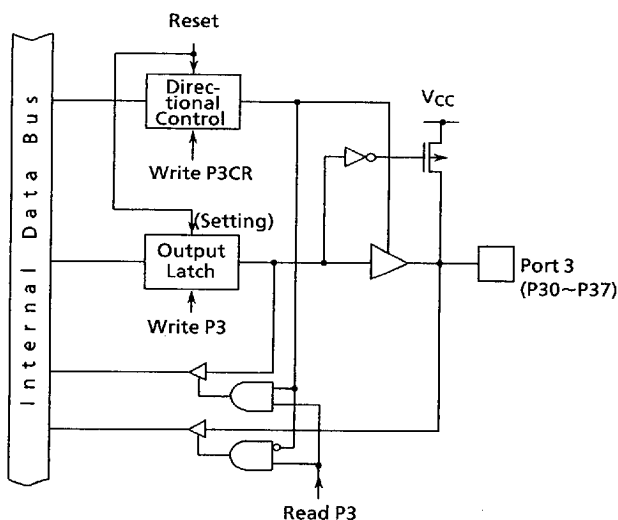 Reset
Direc-
tional
Control
VCC
Write P3CR
(Setting)
Output
Latch
Port 3
(P30~P37)
Write P3
Internal Data Bus
Read P3